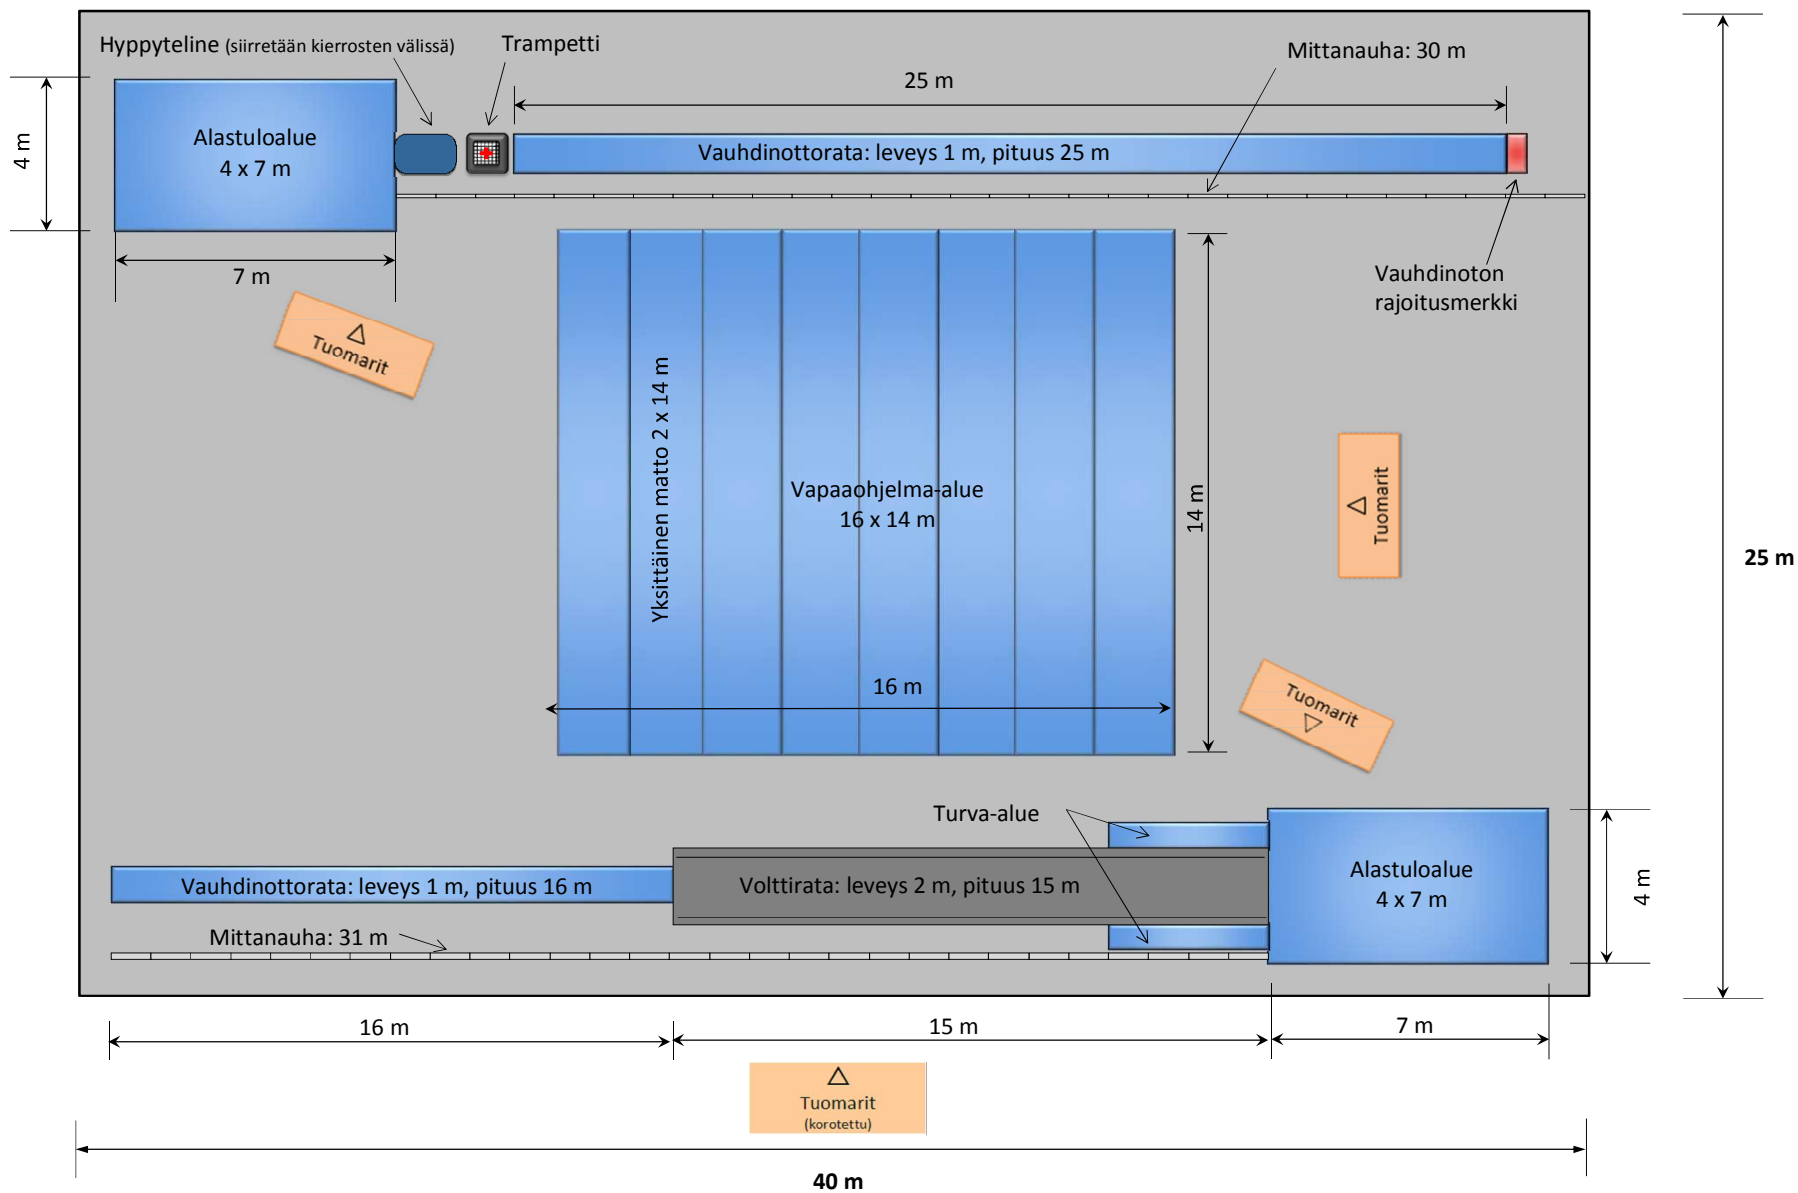 Hyppyteline (siirretään kierrosten välissä)
Trampetti
Mittanauha: 30 m
25 m
4 m
Alastuloalue
4 x 7 m
Vauhdinottorata: leveys 1 m, pituus 25 m
7 m
Vauhdinoton
rajoitusmerkki
Tuomarit
Yksittäinen matto 2 x 14 m
Vapaaohjelma-alue
16 x 14 m
14 m
Tuomarit
25 m
16 m
Tuomarit
Turva-alue
Vauhdinottorata: leveys 1 m, pituus 16 m
Volttirata: leveys 2 m, pituus 15 m
Alastuloalue
4 x 7 m
4 m
Mittanauha: 31 m
16 m
15 m
7 m
Tuomarit
(korotettu)
40 m